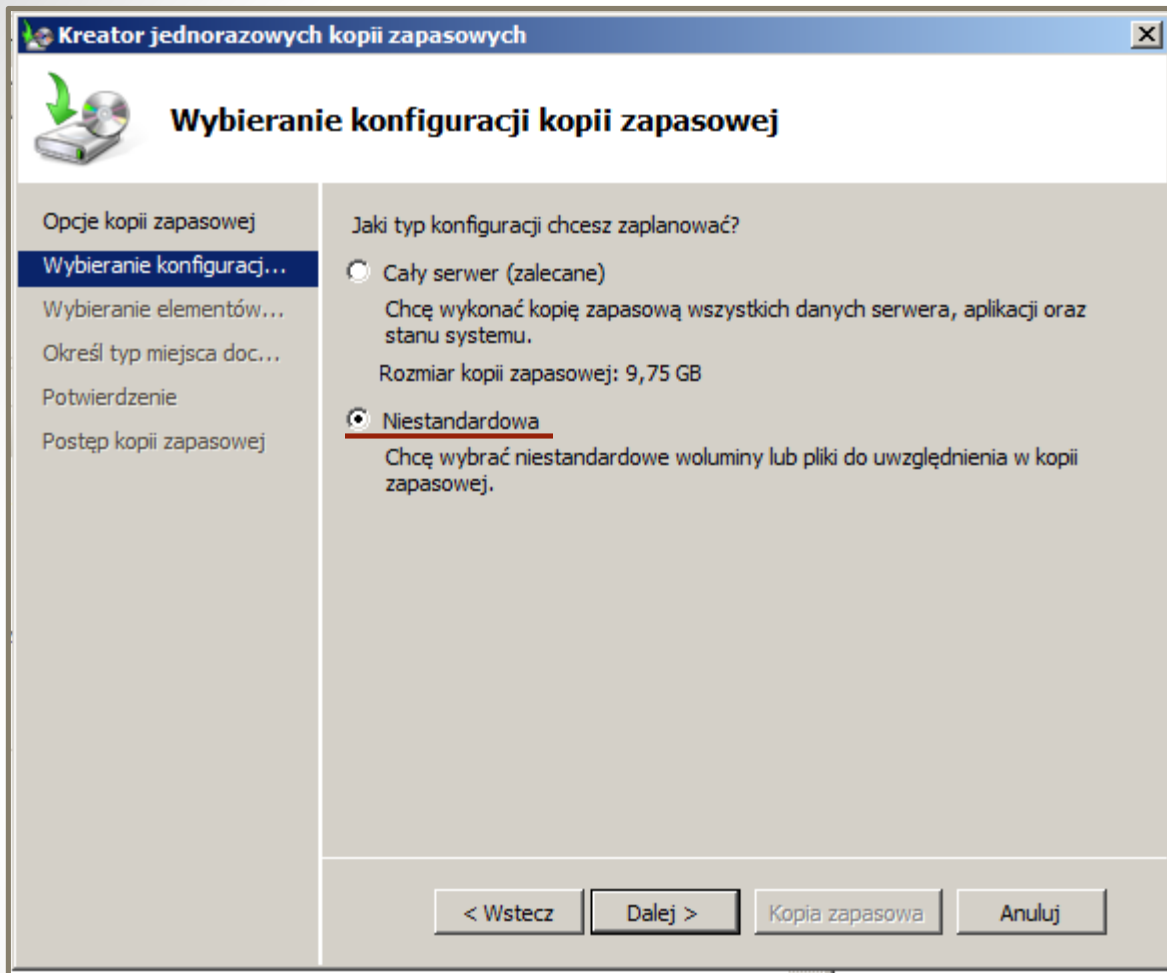 Kreator jednorazowych kopii zapasowych
Wybieranie konfiguracji kopii zapasowej
Opcje kopii zapasowej
Wybieranie konfiguracj...
Wybieranie elementów...
Określ typ miejsca doc...
Potwierdzenie
Postęp kopii zapasowej
Jaki typ konfiguracji chcesz zaplanować?
Cały serwer (zalecane)
Chcę wykonać kopię zapasową wszystkich danych serwera, aplikacji oraz
stanu systemu.
Rozmiar kopii zapasowej: 9,75 GB
Niestandardowa
Chcę wybrać niestandardowe woluminy lub pliki do uwzględnienia w kopii
zapasowej.
< Wstecz
Dalej >
Kopia zapasowa
Anuluj